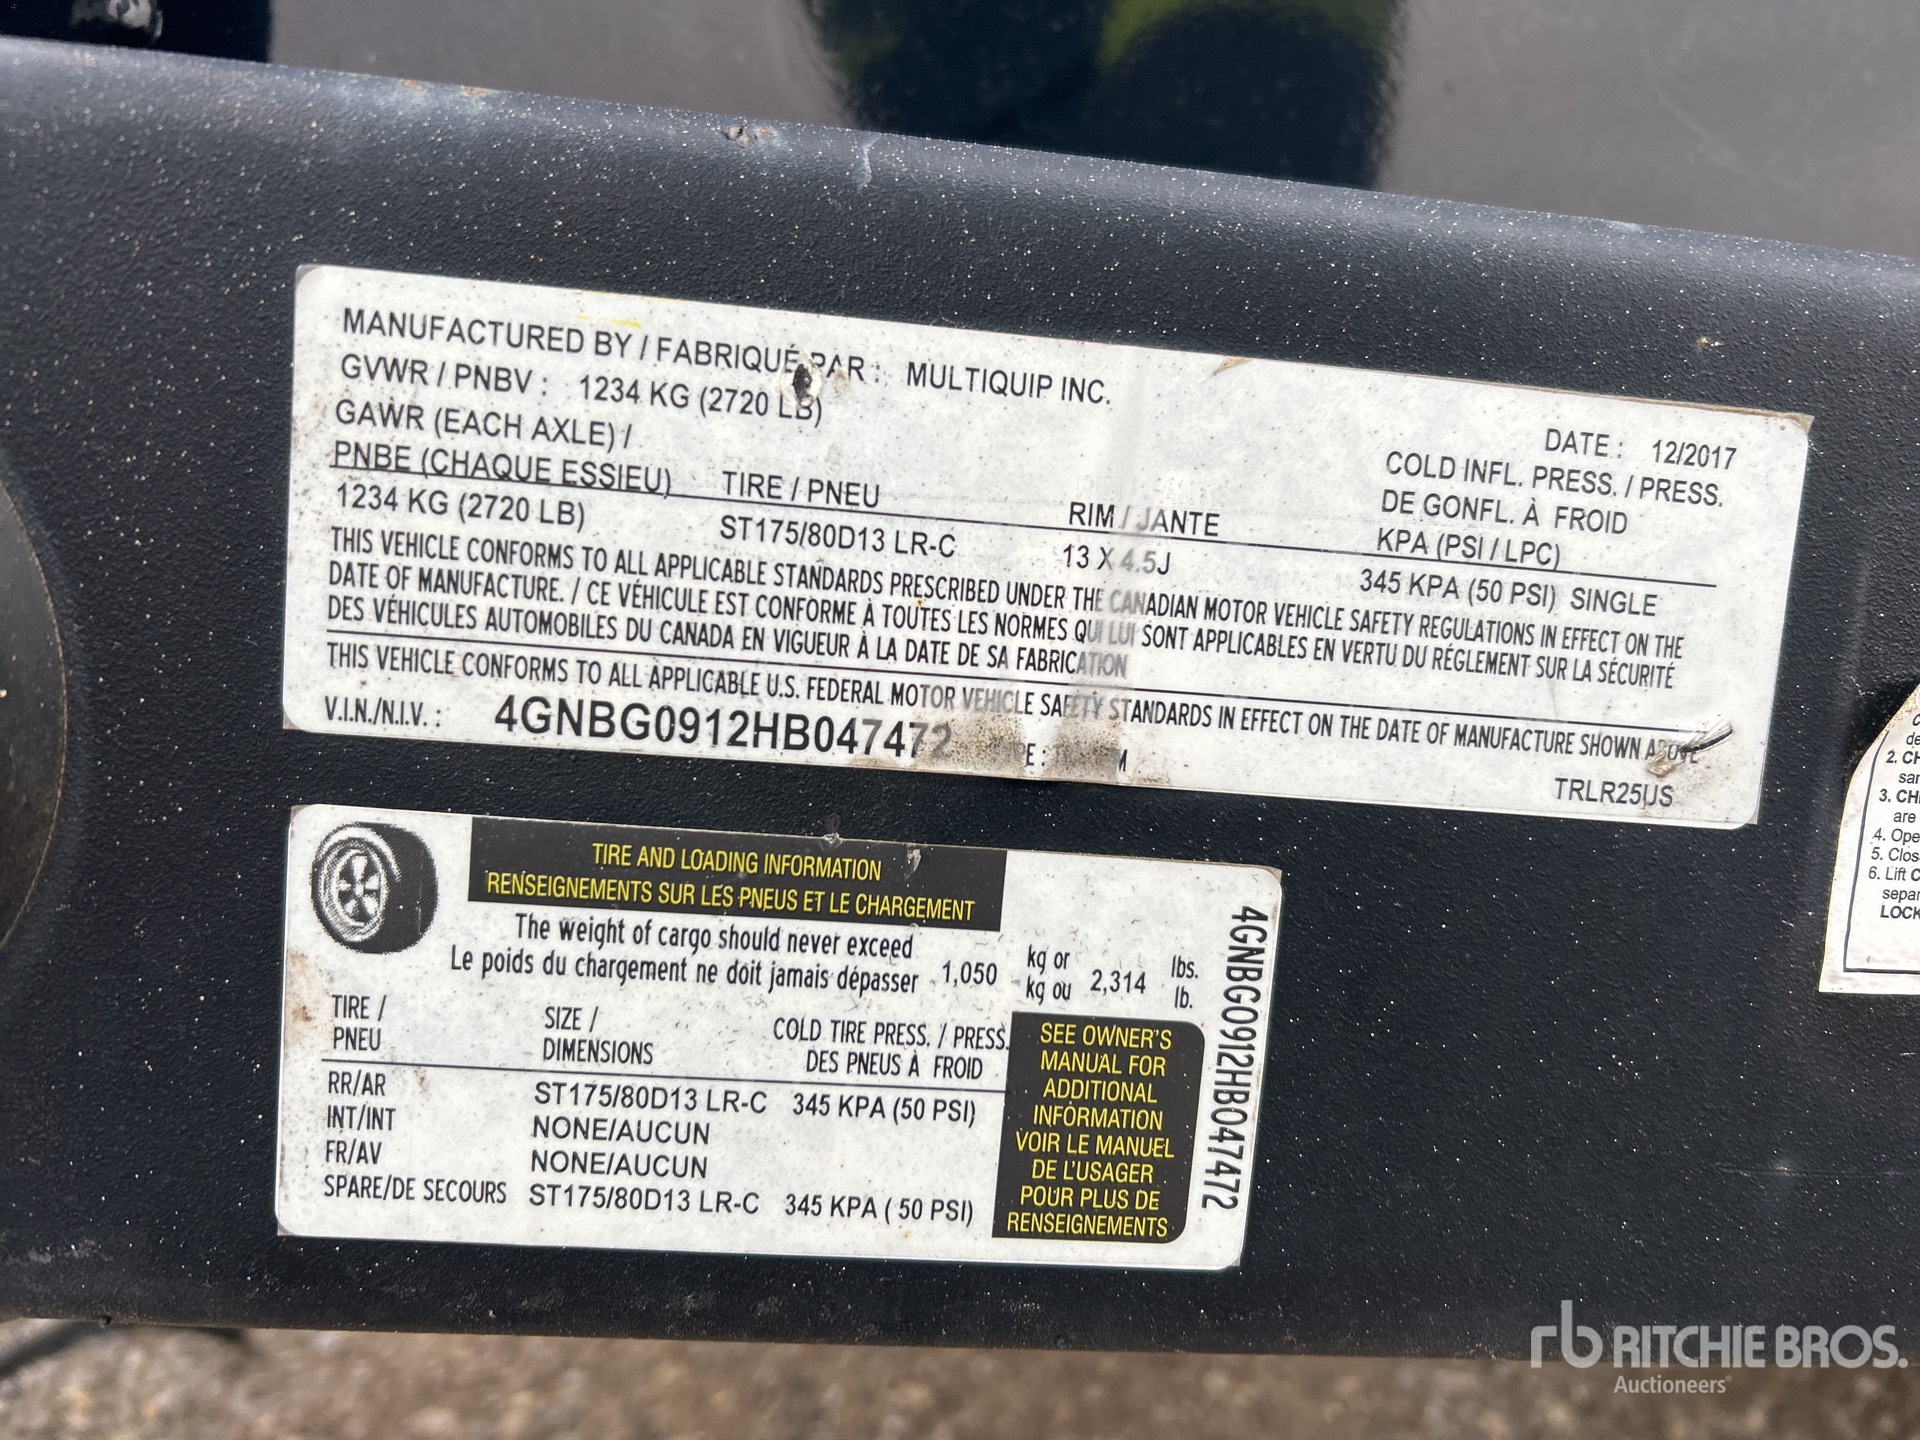 MANUFACTURED BY / FABRIQUÉ PAR : MULTIQUIP INC.
GVWR / PNBV : 1234 KG (2720 LB)
DATE : 12/2017
GAWR (EACH AXLE) /
PNBE (CHAQUE ESSIEU) TIRE / PNEU RIM / JANTE
COLD INFL. PRESS. / PRESS.
DE GONFL. À FROID
KPA (PSI / LPC)
1234 KG (2720 LB) ST175/80D13 LR-C 13 X 4.5J 345 KPA (50 PSI) SINGLE
THIS VEHICLE CONFORMS TO ALL APPLICABLE STANDARDS PRESCRIBED UNDER THE CANADIAN MOTOR VEHICLE SAFETY REGULATIONS IN EFFECT ON THE
DATE OF MANUFACTURE. / CE VÉHICULE EST CONFORME À TOUTES LES NORMES QUI LUI SONT APPLICABLES EN VERTU DU RÉGLEMENT SUR LA SÉCURITÉ
DES VÉHICULES AUTOMOBILES DU CANADA EN VIGUEUR À LA DATE DE SA FABRICATION
THIS VEHICLE CONFORMS TO ALL APPLICABLE U.S. FEDERAL MOTOR VEHICLE SAFETY STANDARDS IN EFFECT ON THE DATE OF MANUFACTURE SHOWN ABOVE
V.I.N./N.I.V. : 4GNBG0912HB047472
TRLR25US
TIRE AND LOADING INFORMATION
RENSEIGNEMENTS SUR LES PNEUS ET LE CHARGEMENT
The weight of cargo should never exceed
Le poids du chargement ne doit jamais dépasser 1,050 kg or
kg ou 2,314 lbs.
lb.
TIRE /
PNEU
SIZE /
DIMENSIONS
COLD TIRE PRESS. / PRESS.
DES PNEUS À FROID
RR/AR ST175/80D13 LR-C 345 KPA (50 PSI)
INT/INT NONE/AUCUN
FR/AV NONE/AUCUN
SPARE/DE SECOURS ST175/80D13 LR-C 345 KPA ( 50 PSI)
SEE OWNER'S
MANUAL FOR
ADDITIONAL
INFORMATION
VOIR LE MANUEL
DE L'USAGER
POUR PLUS DE
RENSEIGNEMENTS
4GNBG0912HB047472
2.
3.
are
4.
5.
6. Lift
rb RITCHIE BROS.
Auctioneers